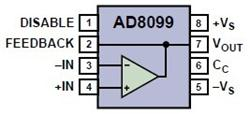 DISABLE 1 AD8099 8 +VS
FEEDBACK 2 7 VOUT
–IN 3 6 CC
+IN 4 5 –VS